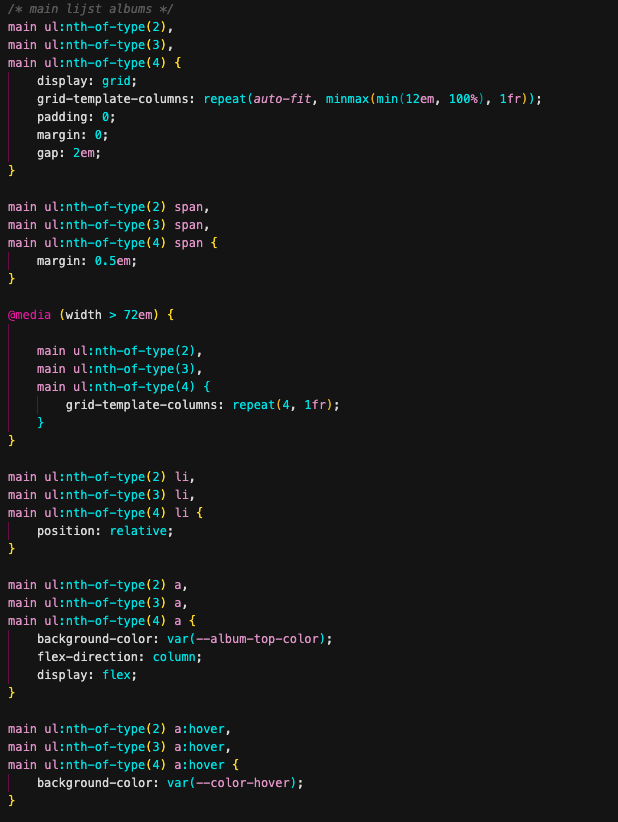 /* main lijst albums */
main ul:nth-of-type(2),
main ul:nth-of-type(3),
main ul:nth-of-type(4) {
    display: grid;
    grid-template-columns: repeat(auto-fit, minmax(min(12em, 100%), 1fr));
    padding: 0;
    margin: 0;
    gap: 2em;
}

main ul:nth-of-type(2) span,
main ul:nth-of-type(3) span,
main ul:nth-of-type(4) span {
    margin: 0.5em;
}

@media (width > 72em) {

    main ul:nth-of-type(2),
    main ul:nth-of-type(3),
    main ul:nth-of-type(4) {
        grid-template-columns: repeat(4, 1fr);
    }
}

main ul:nth-of-type(2) li,
main ul:nth-of-type(3) li,
main ul:nth-of-type(4) li {
    position: relative;
}

main ul:nth-of-type(2) a,
main ul:nth-of-type(3) a,
main ul:nth-of-type(4) a {
    background-color: var(--album-top-color);
    flex-direction: column;
    display: flex;
}

main ul:nth-of-type(2) a:hover,
main ul:nth-of-type(3) a:hover,
main ul:nth-of-type(4) a:hover {
    background-color: var(--color-hover);
}